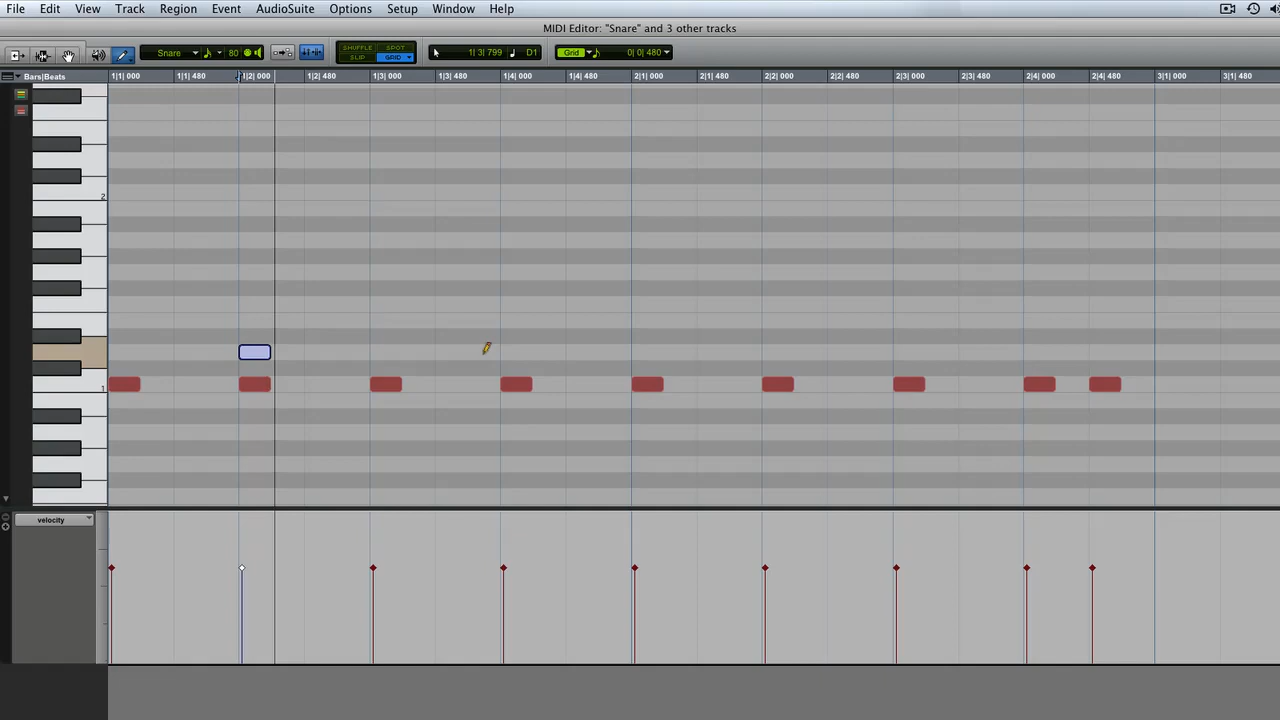 File Edit View Track Region Event AudioSuite Options Setup Window Help
MIDI Editor: "Snare" and 3 other tracks
Snare 80 SHUFFLE SPOT SLIP GRID 1| 3| 799 D1 Grid 0| 0| 480
Bars|Beats 1|1| 000 1|1| 480 1|2| 000 1|2| 480 1|3| 000 1|3| 480 1|4| 000 1|4| 480 2|1| 000 2|1| 480 2|2| 000 2|2| 480 2|3| 000 2|3| 480 2|4| 000 2|4| 480 3|1| 000 3|1| 480
2
1
velocity